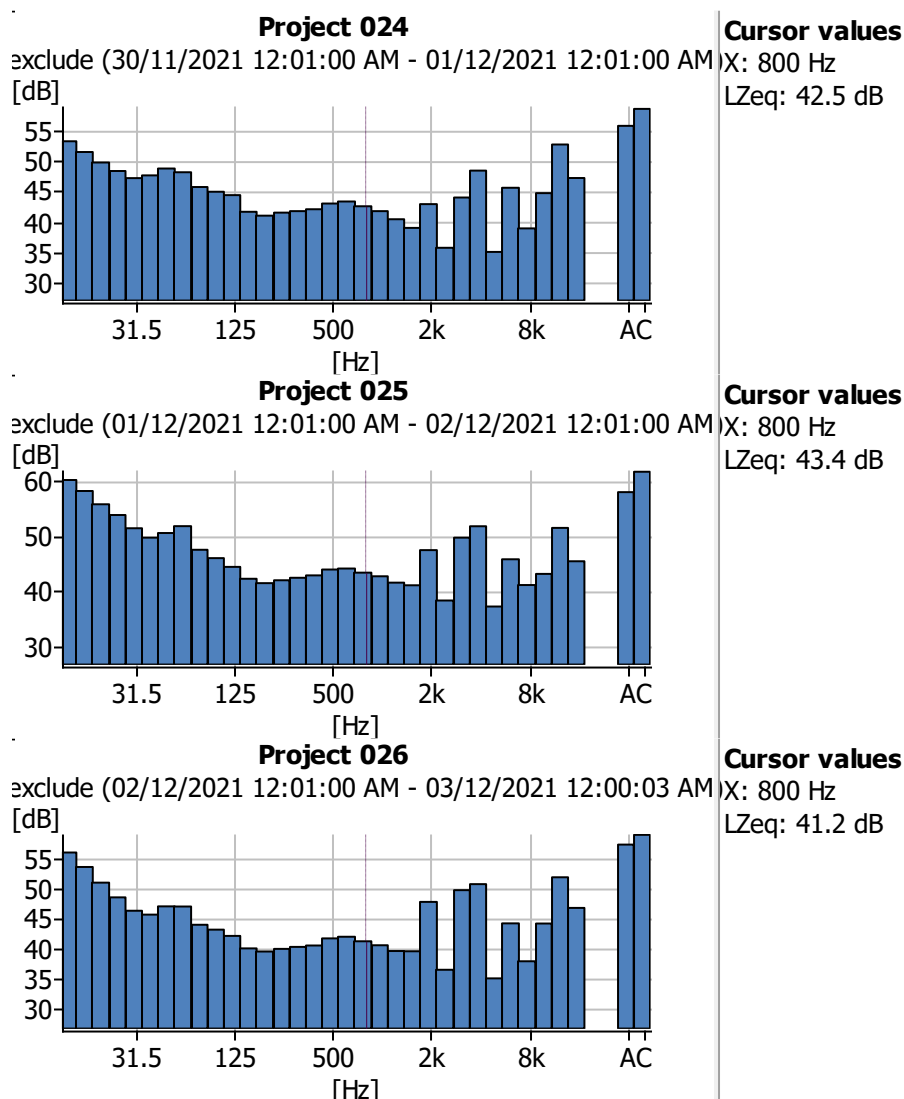 Project 024
exclude (30/11/2021 12:01:00 AM - 01/12/2021 12:01:00 AM)
[dB]
55
50
45
40
35
30
31.5 125 500 2k 8k AC
[Hz]
Cursor values
X: 800 Hz
LZeq: 42.5 dB
Project 025
exclude (01/12/2021 12:01:00 AM - 02/12/2021 12:01:00 AM)
[dB]
60
50
40
30
31.5 125 500 2k 8k AC
[Hz]
Cursor values
X: 800 Hz
LZeq: 43.4 dB
Project 026
exclude (02/12/2021 12:01:00 AM - 03/12/2021 12:00:03 AM)
[dB]
55
50
45
40
35
30
31.5 125 500 2k 8k AC
[Hz]
Cursor values
X: 800 Hz
LZeq: 41.2 dB